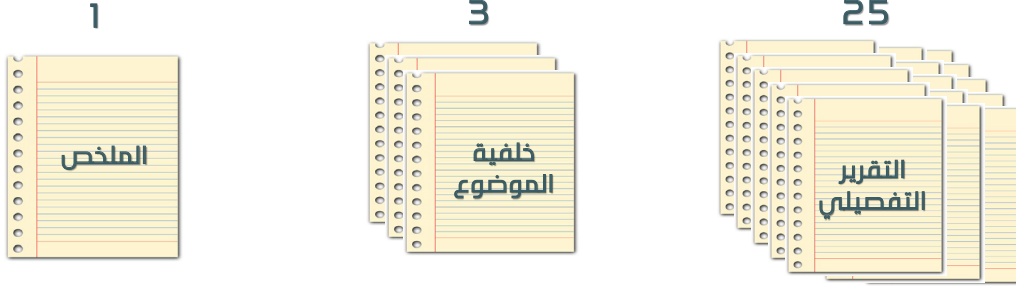 1
3
25
الملخص
خلفية
الموضوع
التقرير
التفصيلي